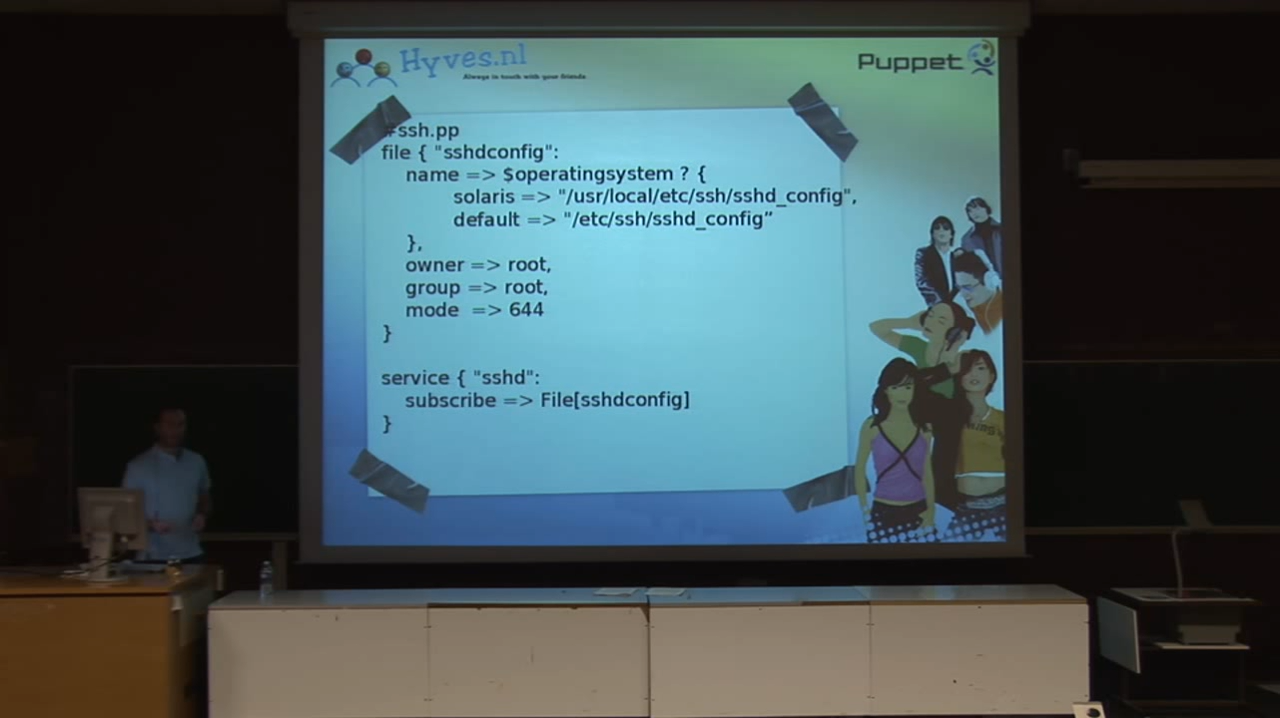 Hyves.nl
Always in touch with your friends
Puppet
#ssh.pp
file { "sshdconfig":
name => $operatingsystem ? {
solaris => "/usr/local/etc/ssh/sshd_config",
default => "/etc/ssh/sshd_config”
},
owner => root,
group => root,
mode => 644
}
service { "sshd":
subscribe => File[sshdconfig]
}